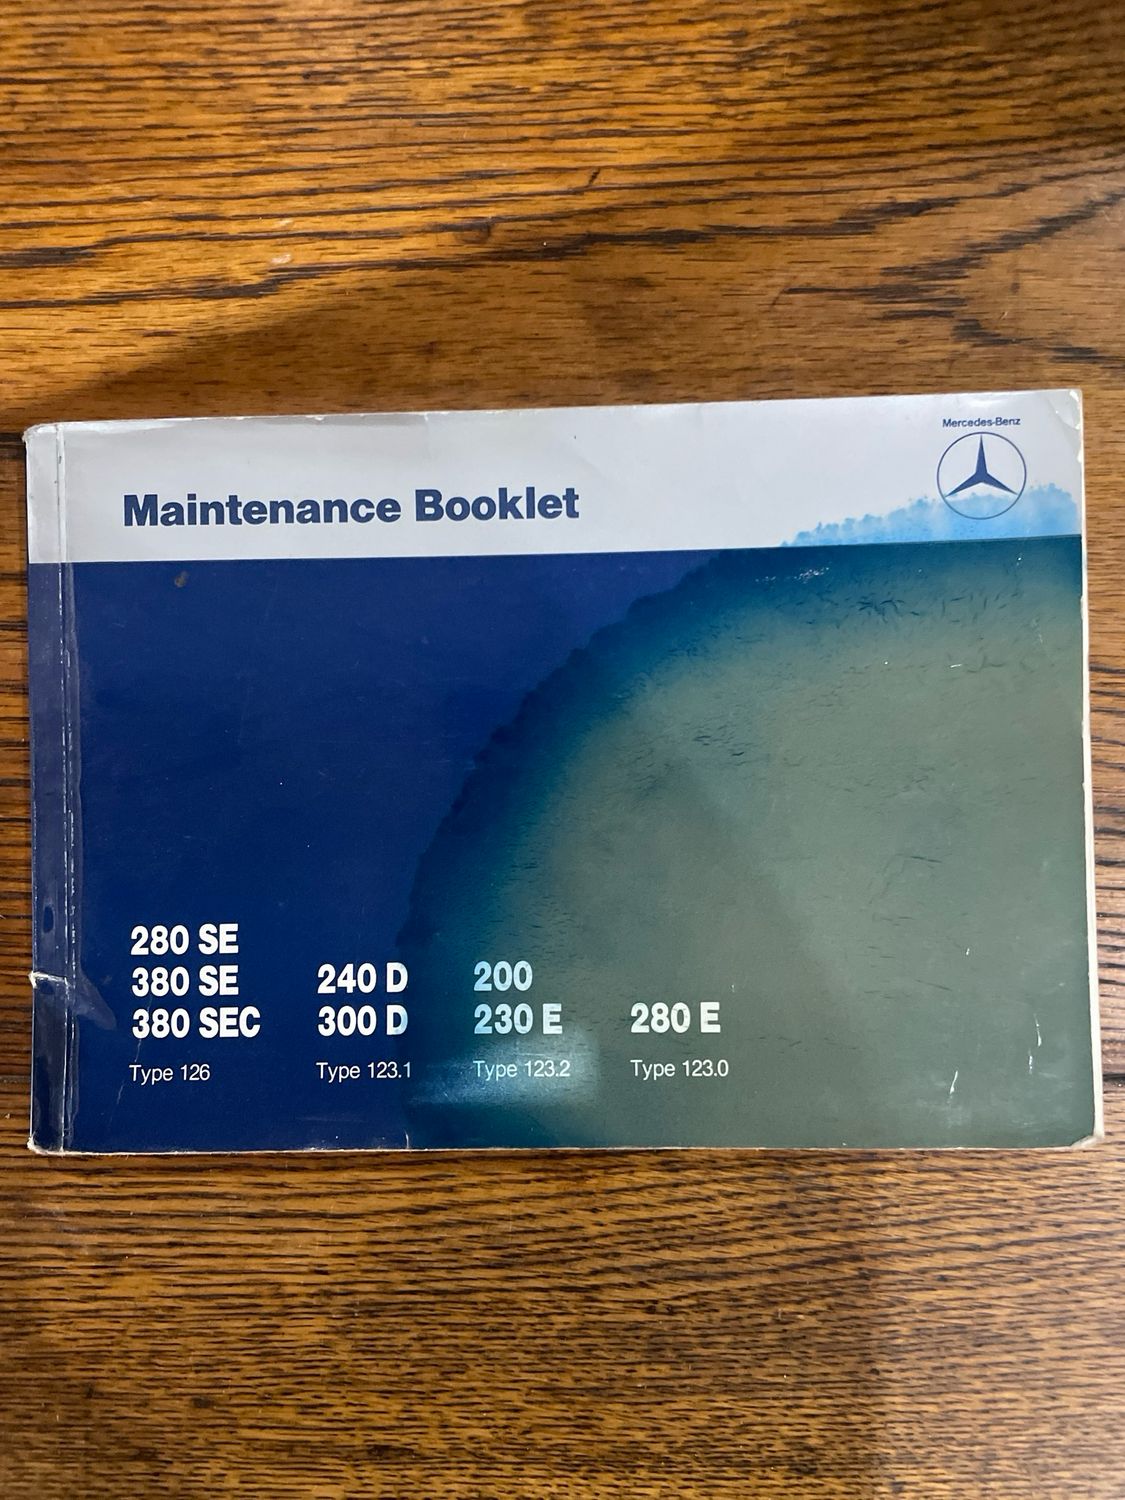 Mercedes-Benz
Maintenance Booklet
280 SE
380 SE
380 SEC
Type 126
240 D
300 D
Type 123.1
200
230 E
Type 123.2
280 E
Type 123.0